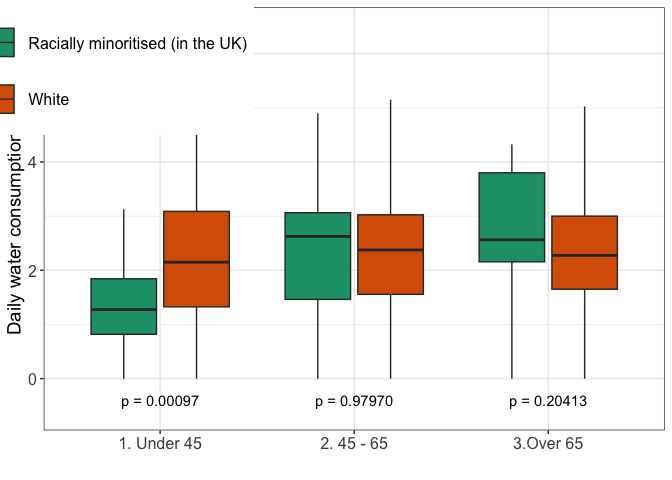 Racially minoritised (in the UK)
White
Daily water consumption
4
2
0
p = 0.00097
p = 0.97970
p = 0.20413
1. Under 45
2. 45 - 65
3.Over 65